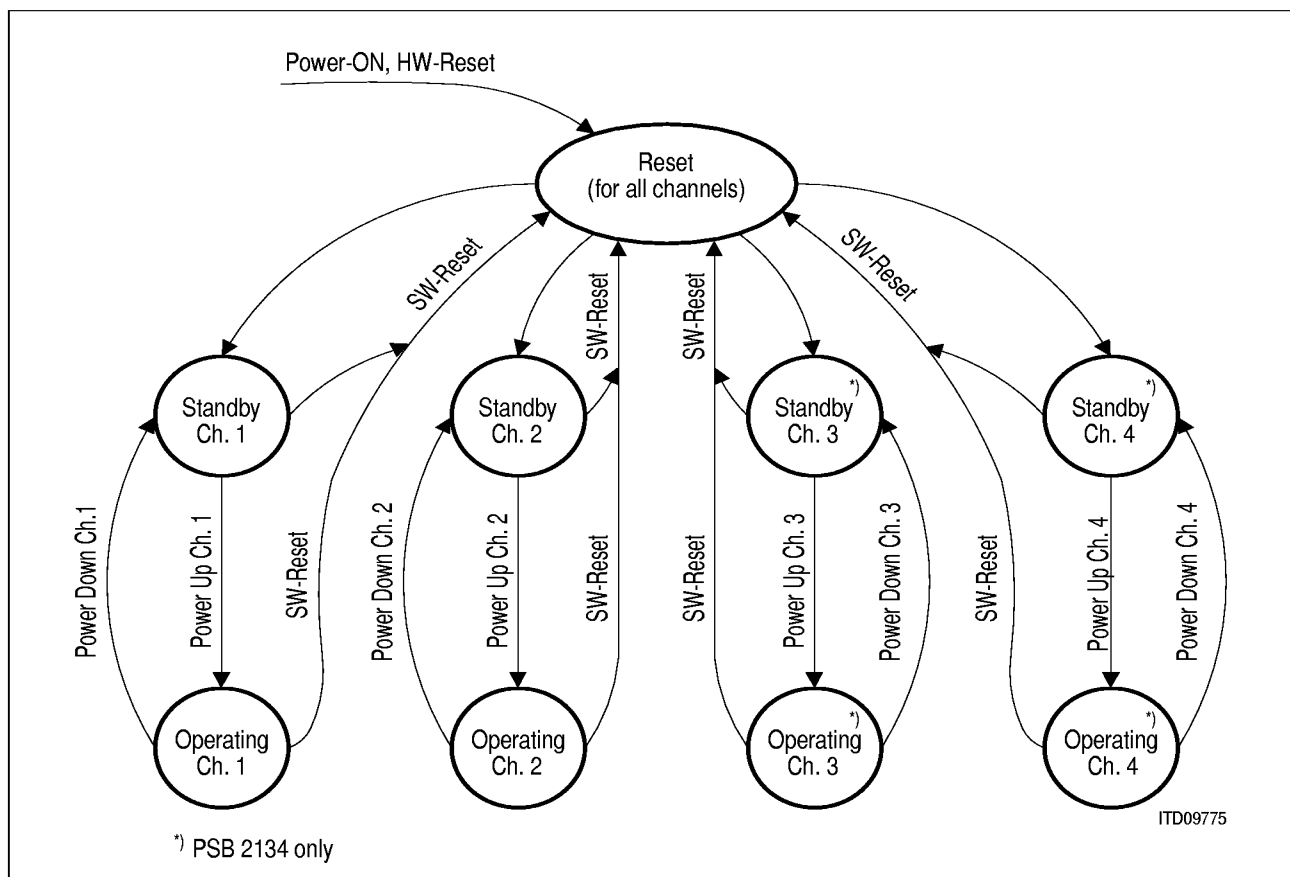 Power-ON, HW-Reset
Reset
(for all channels)
SW-Reset
SW-Reset
SW-Reset
SW-Reset
Standby
Ch. 1
Standby
Ch. 2
*)
Standby
Ch. 3
*)
Standby
Ch. 4
Power Down Ch.1
Power Up Ch. 1
SW-Reset
Power Down Ch. 2
Power Up Ch. 2
SW-Reset
SW-Reset
Power Up Ch. 3
Power Down Ch. 3
SW-Reset
Power Up Ch. 4
Power Down Ch. 4
Operating
Ch. 1
Operating
Ch. 2
*)
Operating
Ch. 3
*)
Operating
Ch. 4
ITD09775
*) PSB 2134 only